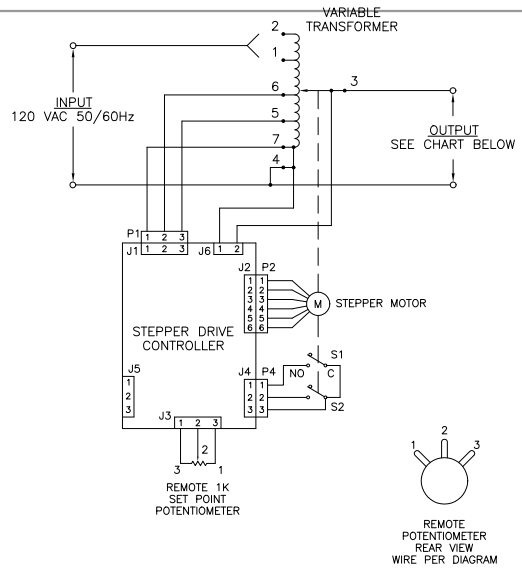 VARIABLE
TRANSFORMER
2
1
3
6
INPUT
120 VAC 50/60Hz
5
OUTPUT
SEE CHART BELOW
7
4
P1 1 2 3
J1 1 2 3
J6 1 2
J2 P2
1 1
2 2
3 3
4 4
5 5
6 6
M STEPPER MOTOR
STEPPER DRIVE
CONTROLLER
S1
J5
J4 P4
NO C
1 1 1
2 2 2
S2
3 3 3
J3
1 2 3
2
3 1
REMOTE 1K
SET POINT
POTENTIOMETER
1 2 3
REMOTE
POTENTIOMETER
REAR VIEW
WIRE PER DIAGRAM